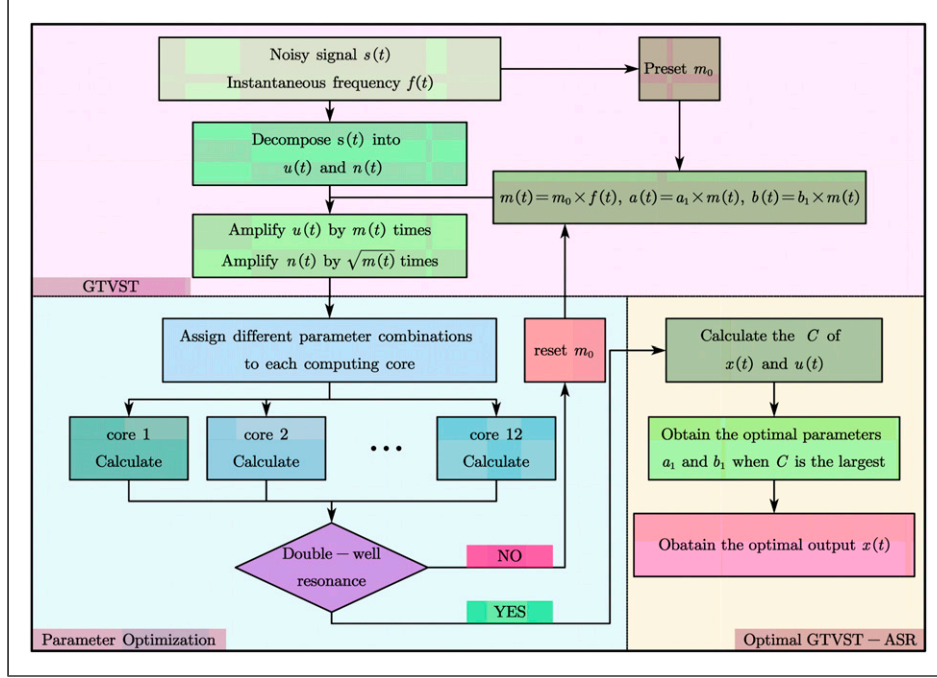 Noisy signal s(t)
Instantaneous frequency f(t)
Preset m₀
Decompose s(t) into
u(t) and n(t)
m(t)=m₀×f(t), a(t)=a₁×m(t), b(t)=b₁×m(t)
Amplify u(t) by m(t) times
Amplify n(t) by √m(t) times
GTVST
Assign different parameter combinations
to each computing core
reset m₀
core 1
Calculate
core 2
Calculate
•••
core 12
Calculate
Double−well
resonance
NO
YES
Parameter Optimization
Calculate the C of
x(t) and u(t)
Obtain the optimal parameters
a₁ and b₁ when C is the largest
Obatain the optimal output x(t)
Optimal GTVST−ASR